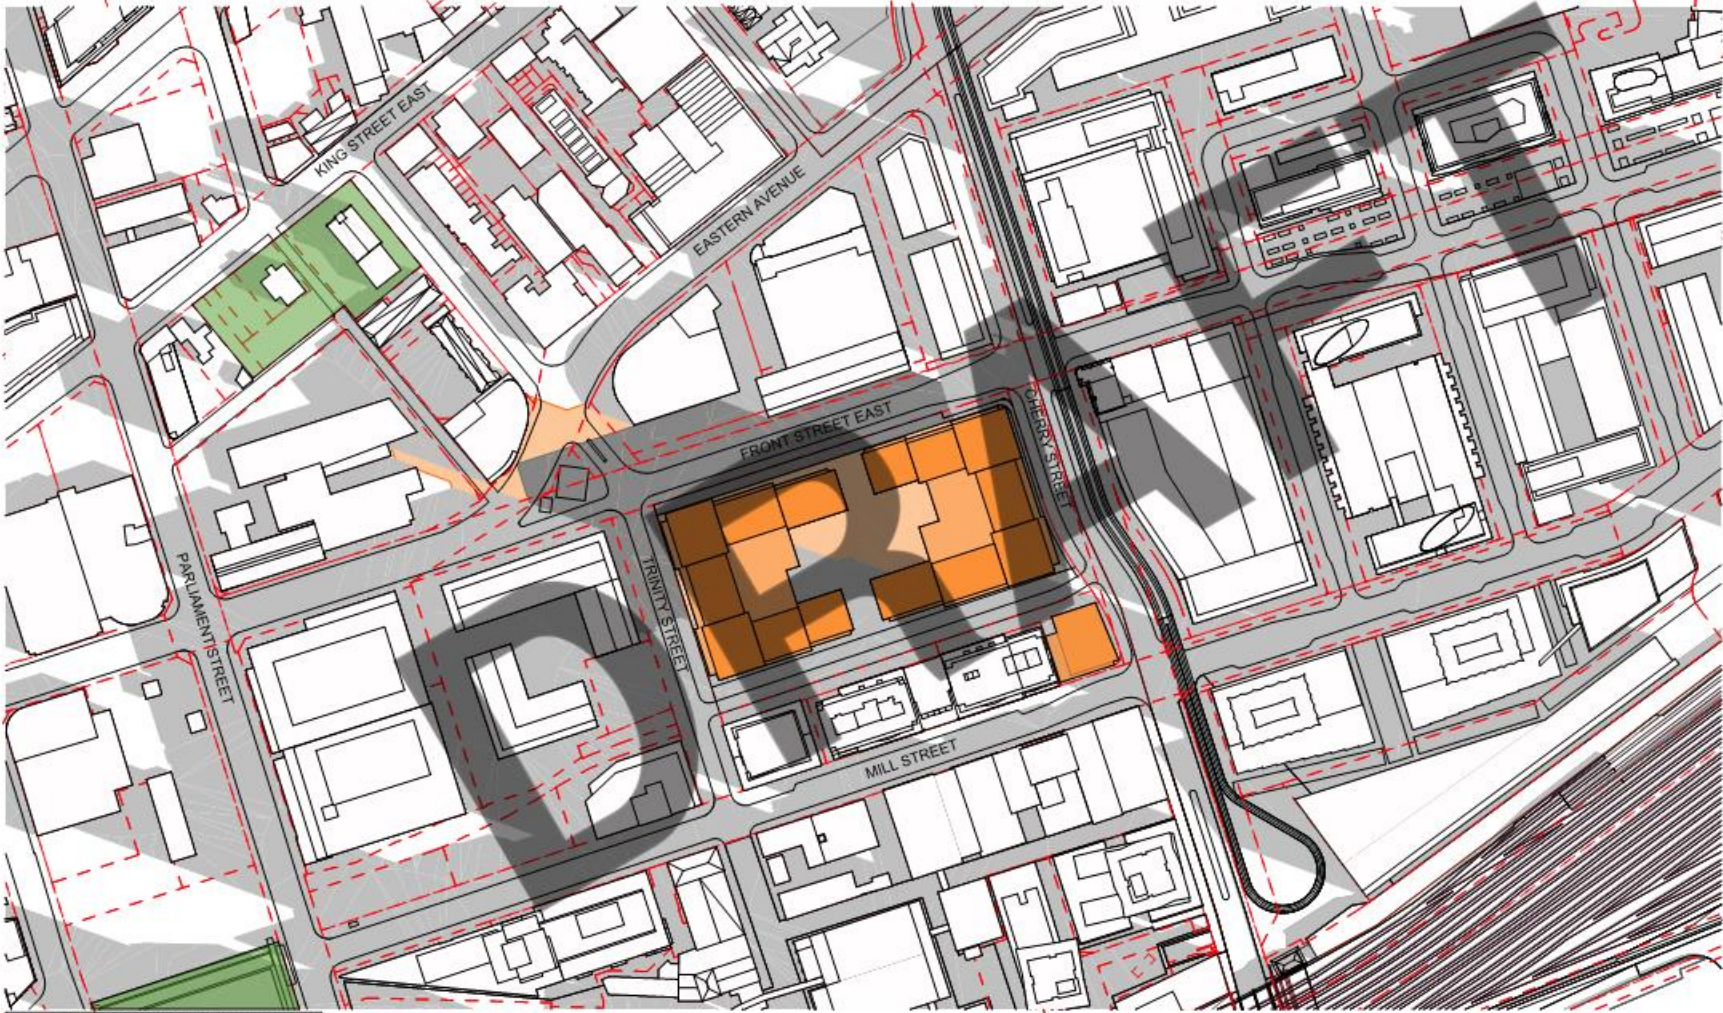 KING STREET EAST
EASTERN AVENUE
FRONT STREET EAST
CHERRY STREET
TRINITY STREET
PARLIAMENT STREET
MILL STREET
DRAFT